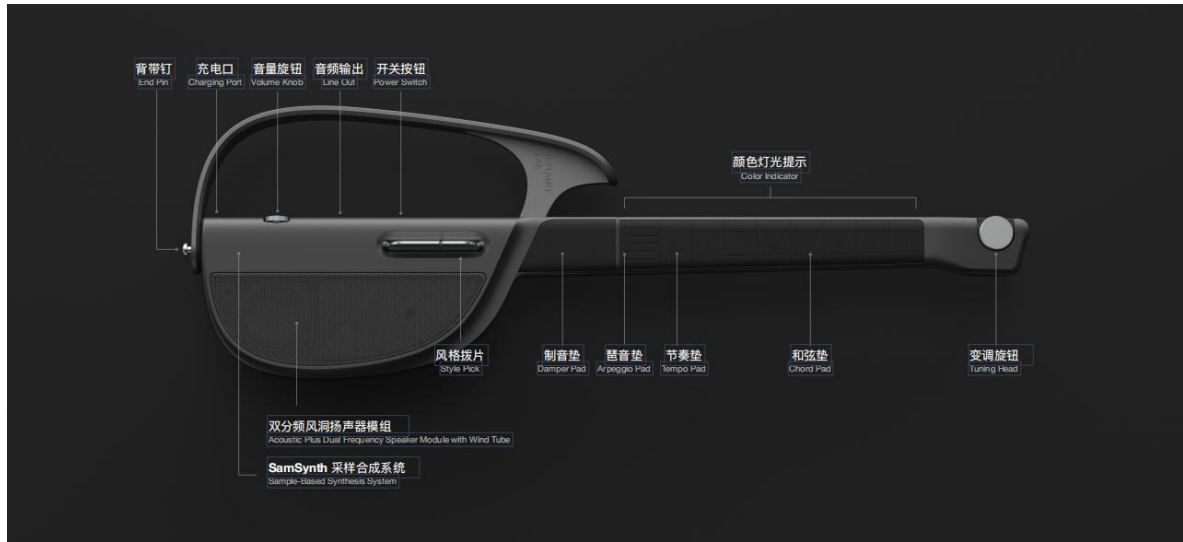 背带钉
End Pin
充电口
Charging Port
音量旋钮
Volume Knob
音频输出
Line Out
开关按钮
Power Switch
颜色灯光提示
Color Indicator
风格拨片
Style Pick
制音垫
Damper Pad
琶音垫
Arpeggio Pad
节奏垫
Tempo Pad
和弦垫
Chord Pad
变调旋钮
Tuning Head
双分频风洞扬声器模组
Acoustic Plus Dual Frequency Speaker Module with Wind Tube
SamSynth 采样合成系统
Sample-Based Synthesis System